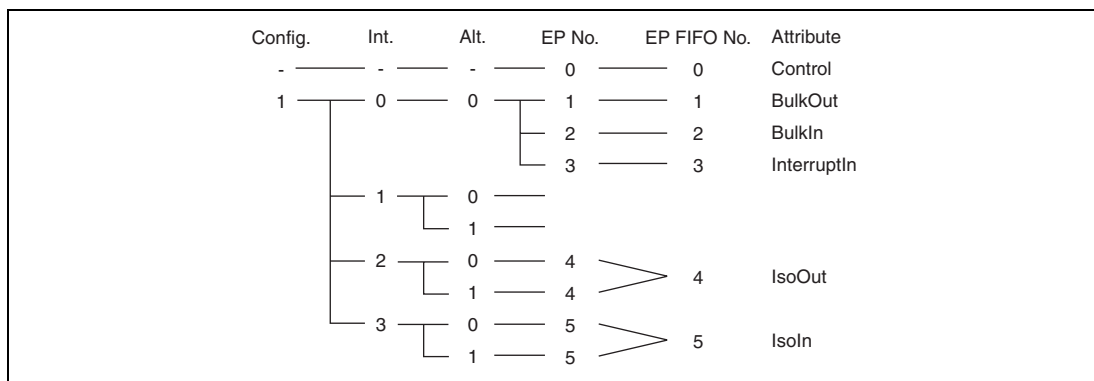 Config. Int. Alt. EP No. EP FIFO No. Attribute
- - - 0 0 Control
1 0 0 1 1 BulkOut
2 2 BulkIn
3 3 InterruptIn
1 0
1
2 0 4
4 IsoOut
1 4
3 0 5
5 IsoIn
1 5